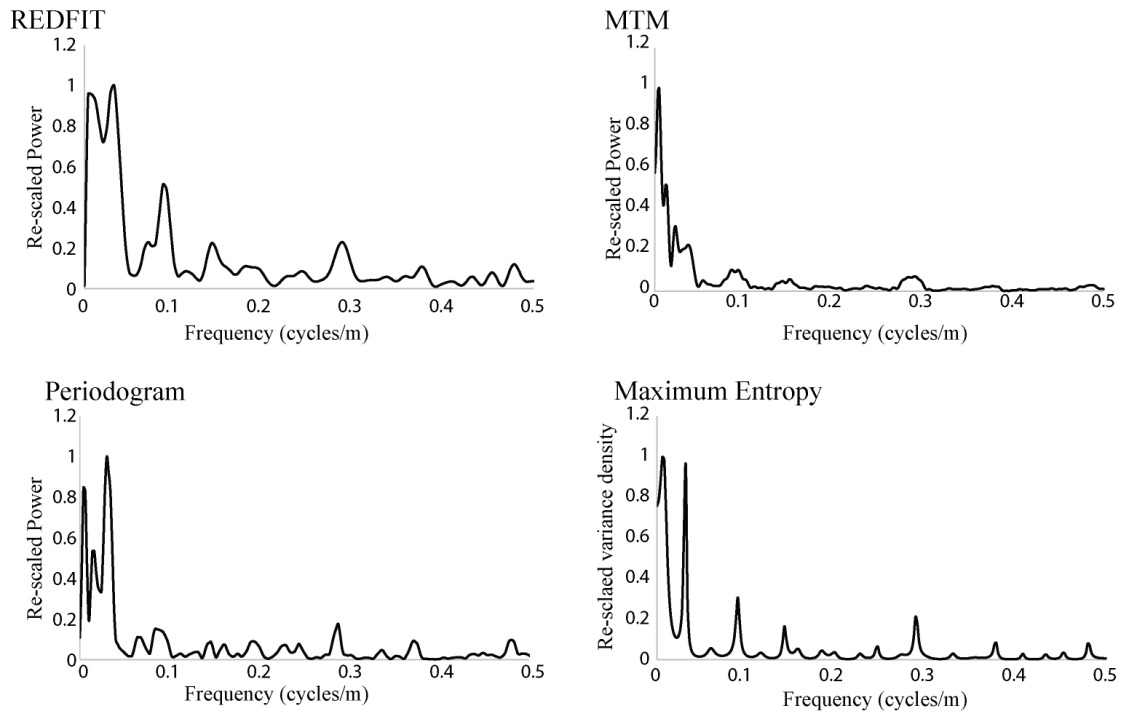 REDFIT
1.2
1
0.8
0.6
0.4
0.2
0
Re-scaled Power
0 0.1 0.2 0.3 0.4 0.5
Frequency (cycles/m)
MTM
1.2
1
0.8
0.6
0.4
0.2
0
Re-scaled Power
0 0.1 0.2 0.3 0.4 0.5
Frequency (cycles/m)
Periodogram
1.2
1
0.8
0.6
0.4
0.2
0
Re-scaled Power
0 0.1 0.2 0.3 0.4 0.5
Frequency (cycles/m)
Maximum Entropy
1.2
1
0.8
0.6
0.4
0.2
0
Re-sclaed variance density
0 0.1 0.2 0.3 0.4 0.5
Frequency (cycles/m)